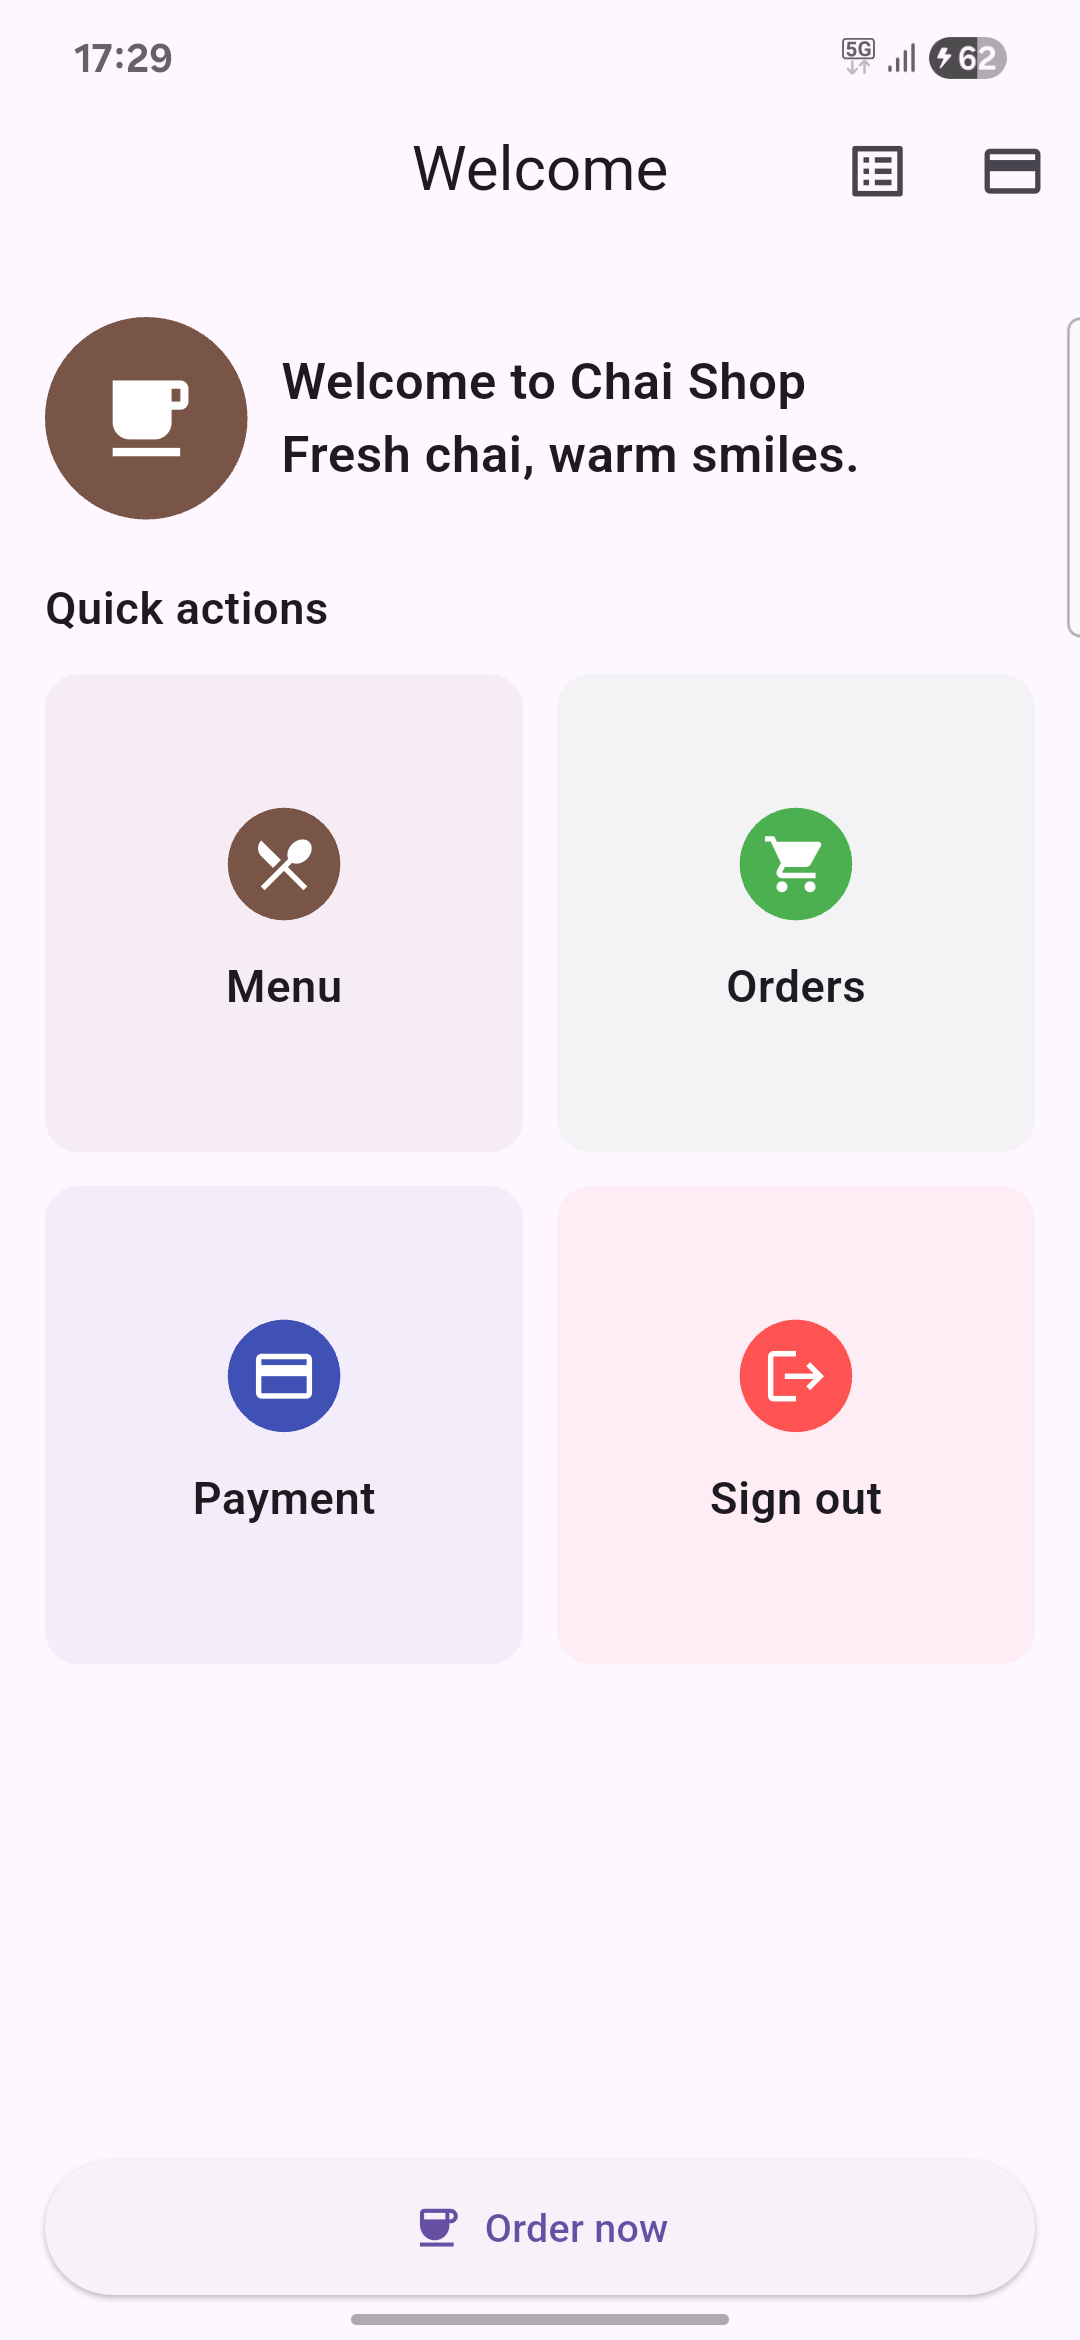 17:29
5G
62
Welcome
Welcome to Chai Shop
Fresh chai, warm smiles.
Quick actions
Menu
Orders
Payment
Sign out
Order now